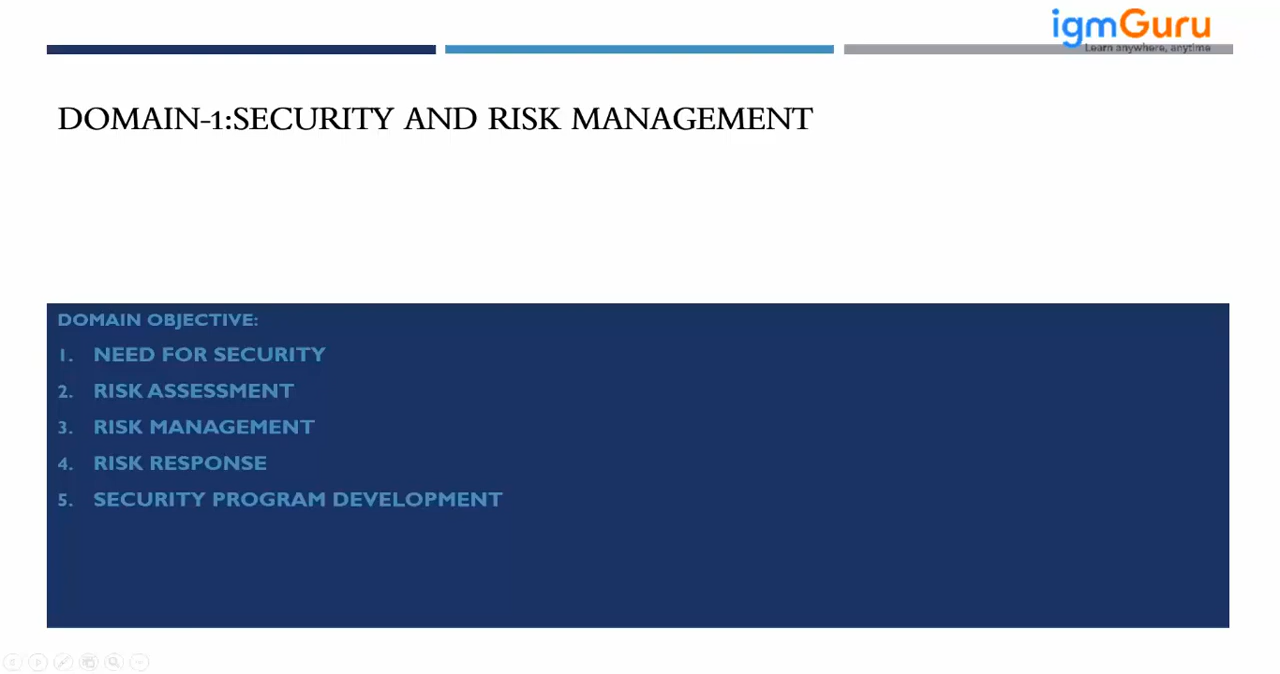 igmGuru
Learn anywhere, anytime
DOMAIN-1:SECURITY AND RISK MANAGEMENT
DOMAIN OBJECTIVE:
1. NEED FOR SECURITY
2. RISK ASSESSMENT
3. RISK MANAGEMENT
4. RISK RESPONSE
5. SECURITY PROGRAM DEVELOPMENT